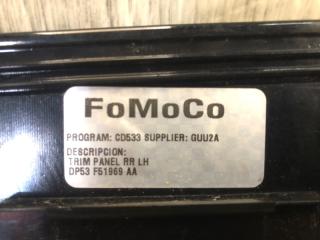 FoMoCo
PROGRAM: CD533 SUPPLIER: GUU2A
DESCRIPCION:
TRIM PANEL RR LH
DP53 F51969 AA